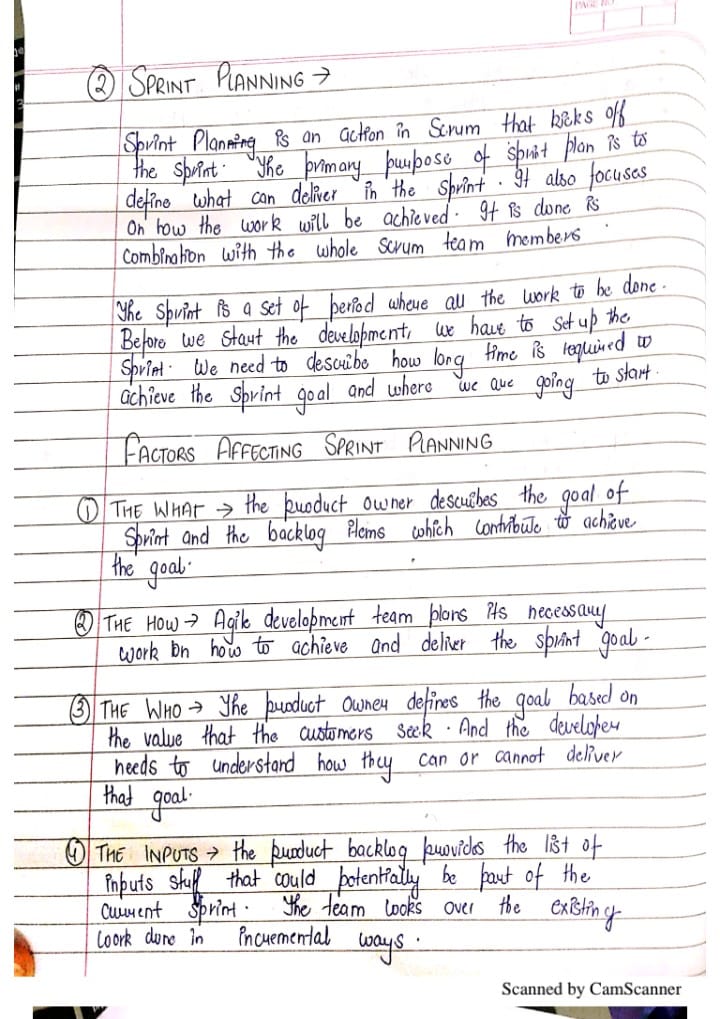 PAGE NO
② SPRINT PLANNING →
Sprint Planning is an action in Scrum that kicks off
the sprint. The primary purpose of sprint plan is to
define what can deliver in the sprint. It also focuses
on how the work will be achieved. It is done is
combination with the whole scrum team members.
The sprint is a set of period where all the work to be done.
Before we start the development, we have to set up the
sprint. We need to describe how long time is required to
achieve the sprint goal and where we are going to start.
FACTORS AFFECTING SPRINT PLANNING
① THE WHAT → the product owner describes the goal of
Sprint and the backlog items which contribute to achieve
the goal.
② THE HOW → Agile development team plans its necessary
work on how to achieve and deliver the sprint goal.
③ THE WHO → The product owner defines the goal based on
the value that the customers seek. And the developer
needs to understand how they can or cannot deliver
that goal.
④ THE INPUTS → the product backlog provides the list of
inputs stuff that could potentially be part of the
current sprint. The team looks over the existing
work done in incremental ways.
Scanned by CamScanner